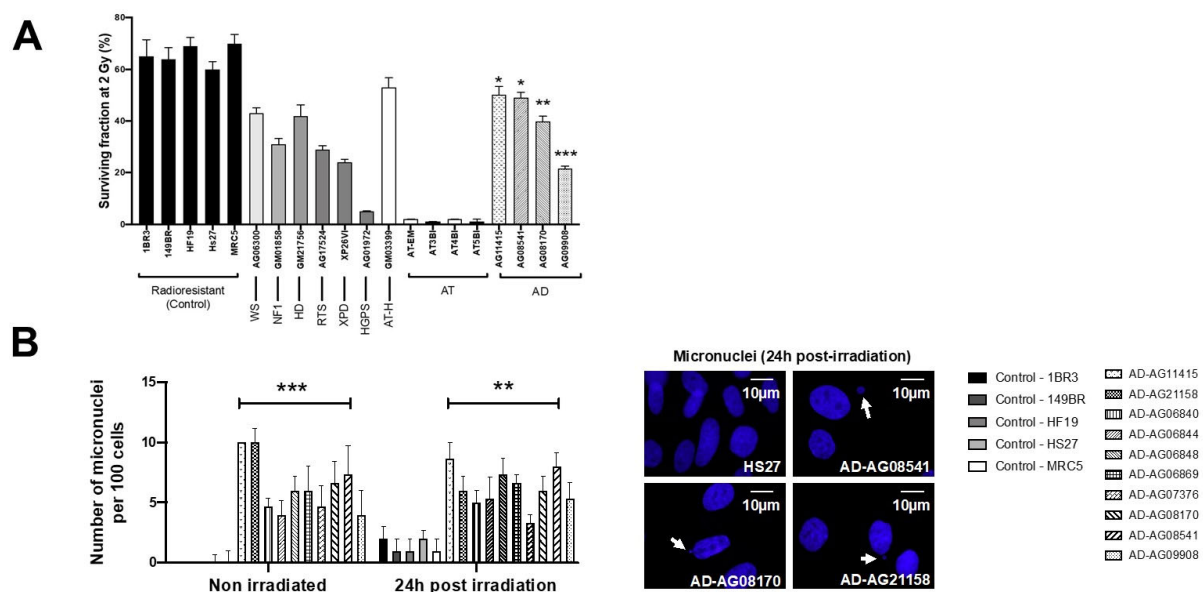 A
Surviving fraction at 2 Gy (%)
80
60
40
20
0
* * ** ***
1BR3 149BR HF19 Hs27 MRC5 AG06300 GM01858 GM21756 AG17524 XP26VI AG01972 GM03399 AT-EM AT3BI AT4BI AT5BI AG11415 AG08541 AG08170 AG09908
Radioresistant
(Control)
WS NF1 HD RTS XPD HGPS AT-H
AT
AD
B
Number of micronuclei
per 100 cells
15
10
5
0
*** **
Non irradiated 24h post irradiation
Micronuclei (24h post-irradiation)
10µm
HS27
10µm
AD-AG08541
10µm
AD-AG08170
10µm
AD-AG21158
Control - 1BR3
Control - 149BR
Control - HF19
Control - HS27
Control - MRC5
AD-AG11415
AD-AG21158
AD-AG06840
AD-AG06844
AD-AG06848
AD-AG06869
AD-AG07376
AD-AG08170
AD-AG08541
AD-AG09908